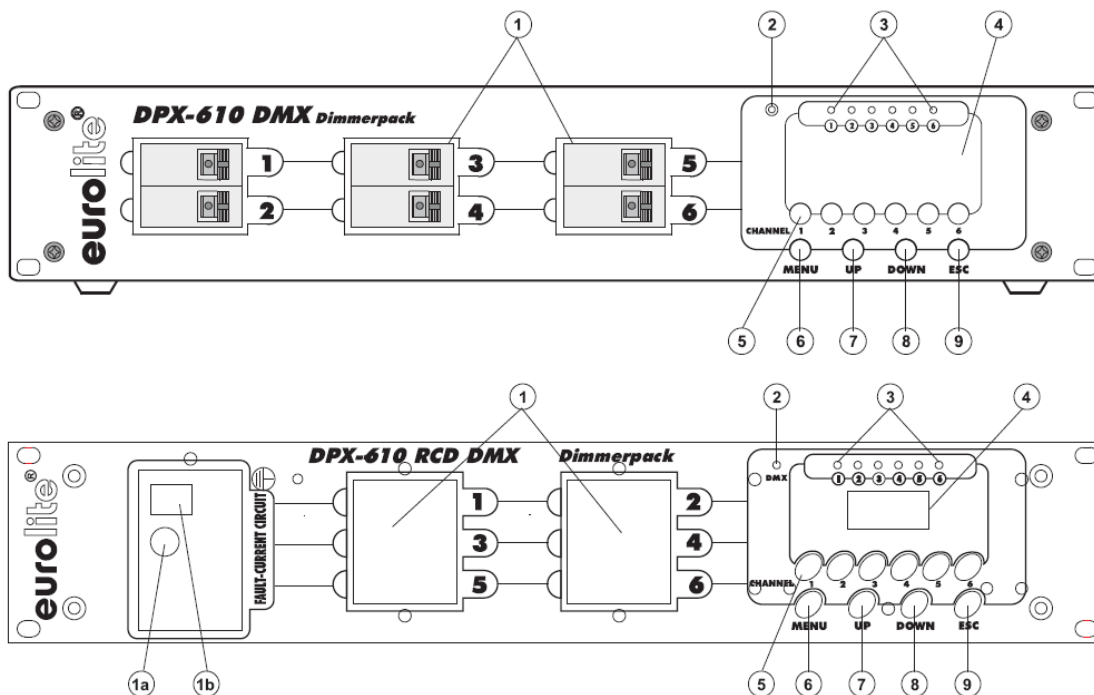 1 2 3 4
DPX-610 DMX Dimmerpack
eurolite®
1 3 5
2 4 6
1 2 3 4 5 6
CHANNEL 1 2 3 4 5 6
MENU UP DOWN ESC
5 6 7 8 9
1 2 3 4
DPX-610 RCD DMX Dimmerpack
eurolite®
FAULT-CURRENT CIRCUIT
1 2
3 4
5 6
DMX
1 2 3 4 5 6
CHANNEL 1 2 3 4 5 6
MENU UP DOWN ESC
1a 1b 5 6 7 8 9